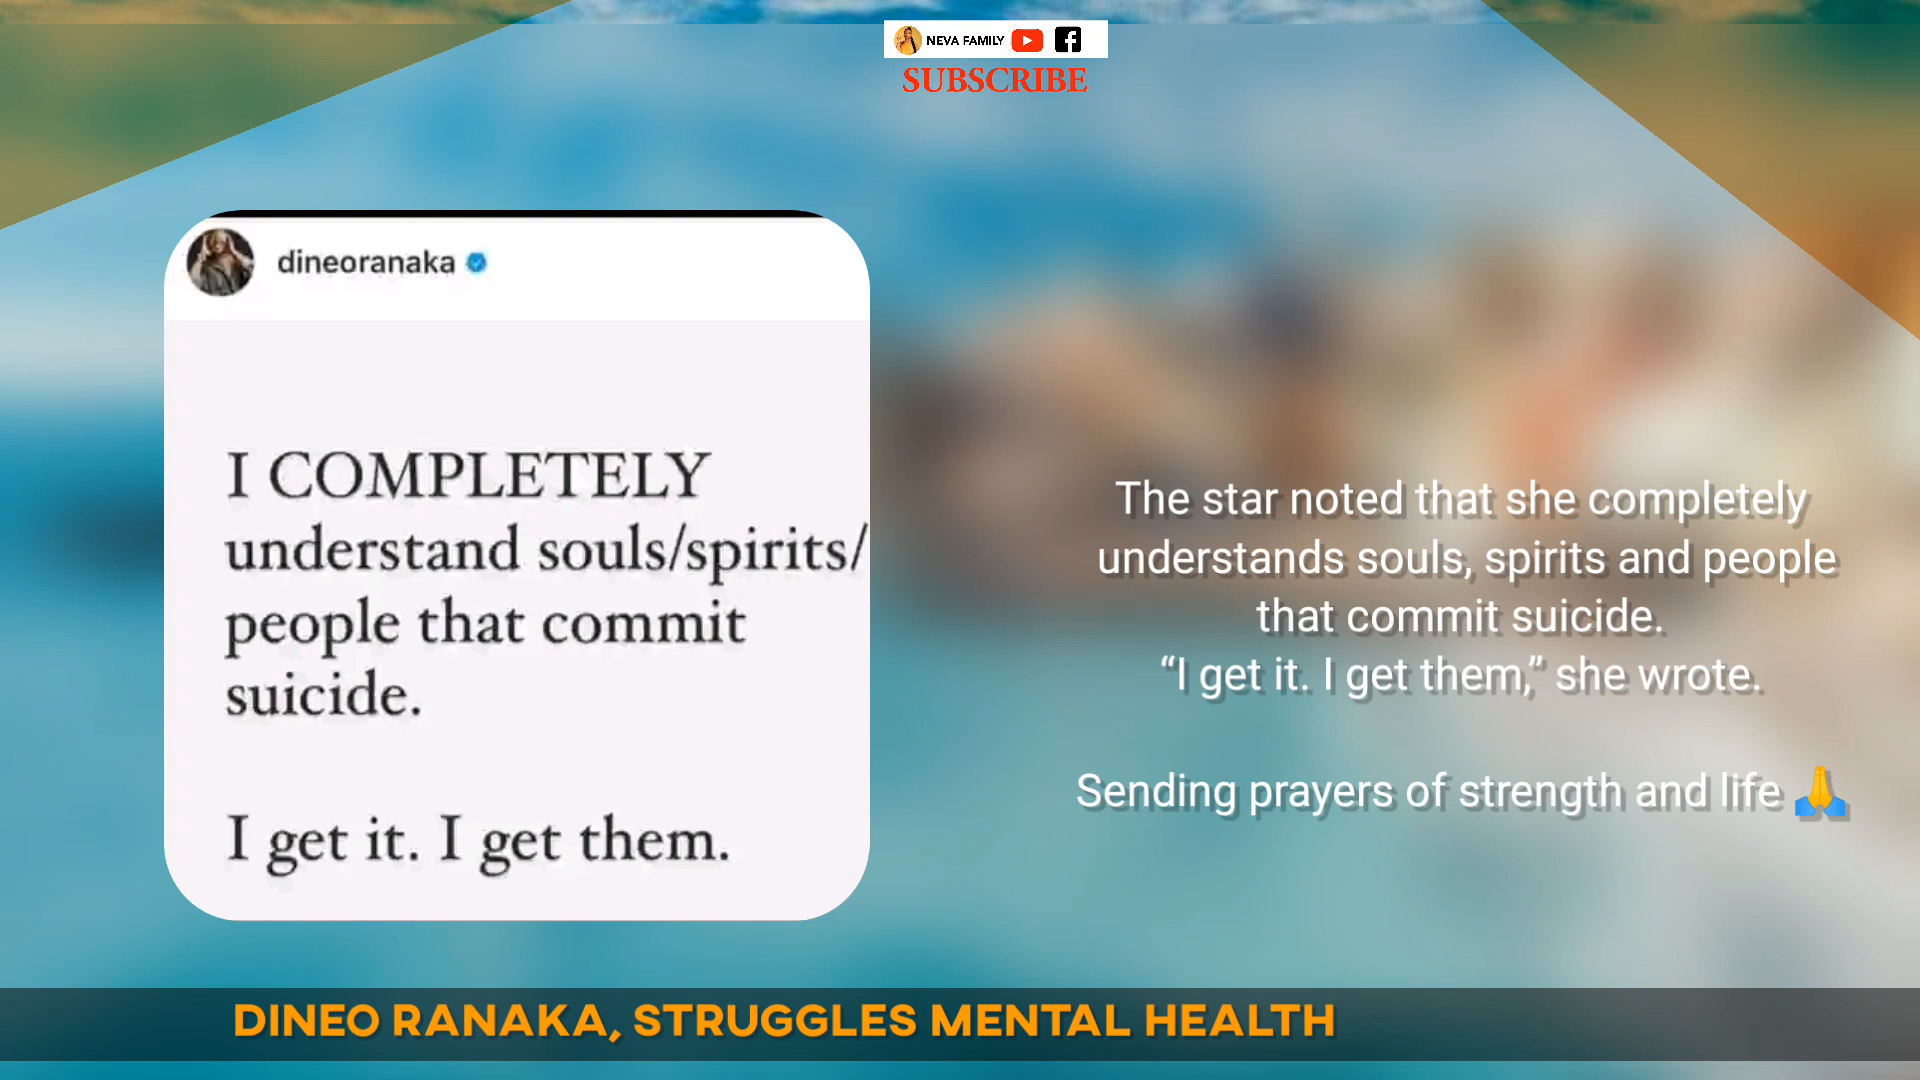 NEVA FAMILY
SUBSCRIBE
dineoranaka
I COMPLETELY
understand souls/spirits/
people that commit
suicide.
I get it. I get them.
The star noted that she completely
understands souls, spirits and people
that commit suicide.
“I get it. I get them,” she wrote.
Sending prayers of strength and life 🙏
DINEO RANAKA, STRUGGLES MENTAL HEALTH